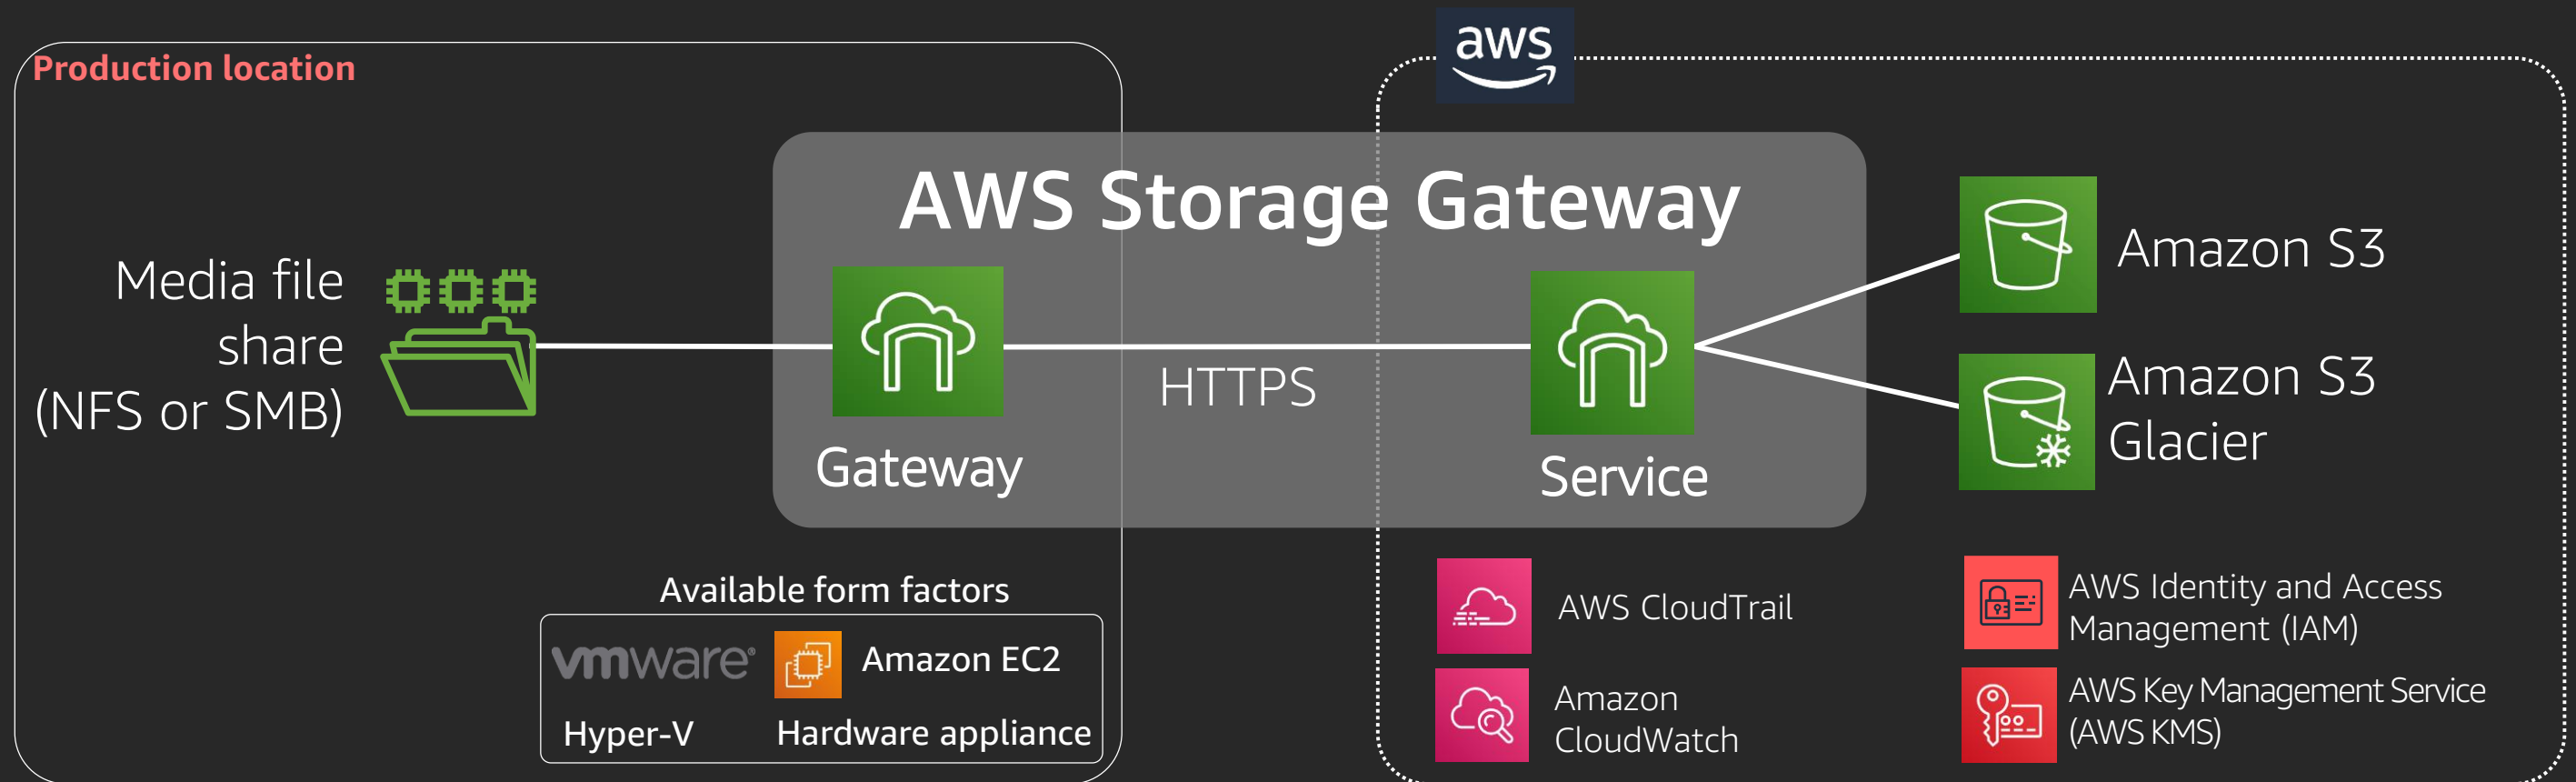 aws
Production location
AWS Storage Gateway
Media file
share
(NFS or SMB)
Gateway
HTTPS
Service
Amazon S3
Amazon S3
Glacier
Available form factors
vmware®
Amazon EC2
Hyper-V
Hardware appliance
AWS CloudTrail
Amazon
CloudWatch
AWS Identity and Access
Management (IAM)
AWS Key Management Service
(AWS KMS)